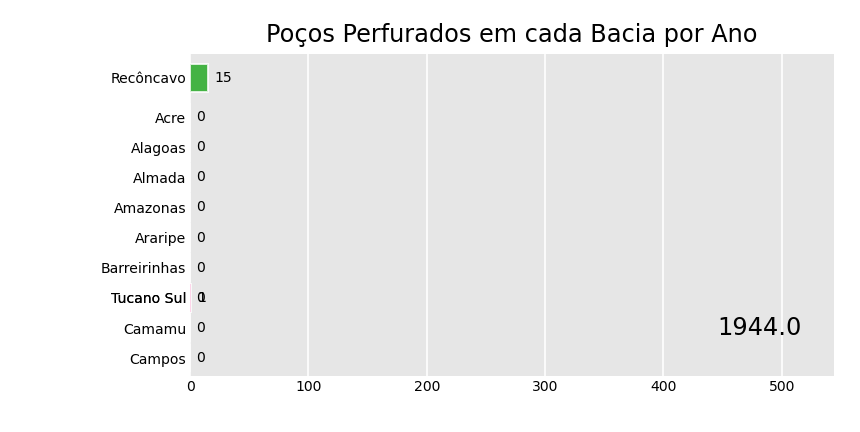 Poços Perfurados em cada Bacia por Ano
Recôncavo 15
Acre 0
Alagoas 0
Almada 0
Amazonas 0
Araripe 0
Barreirinhas 0
Tucano Sul 1
Camamu 0
1944.0
Campos 0
0 100 200 300 400 500